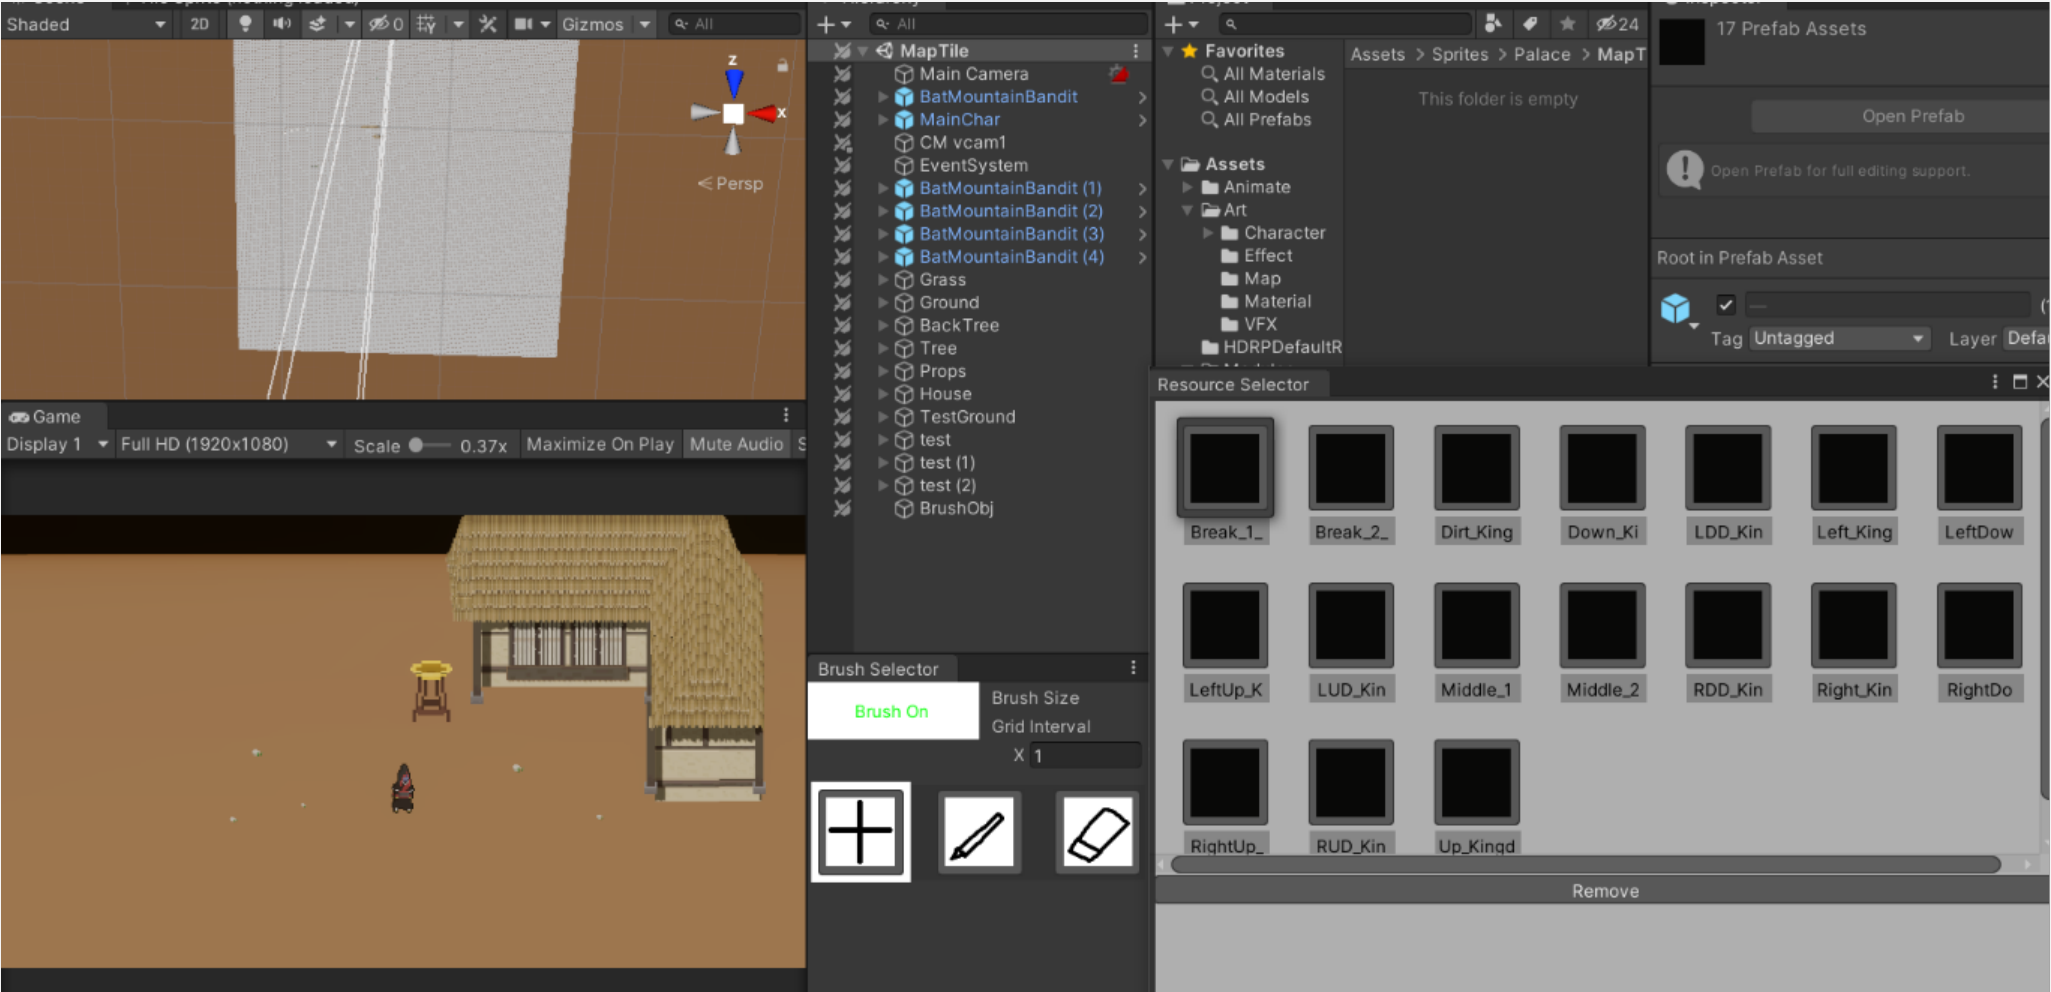 Shaded
2D
0
Gizmos
All
Z
X
Persp
Game
Display 1
Full HD (1920x1080)
Scale
0.37x
Maximize On Play
Mute Audio
S
All
MapTile
Main Camera
BatMountainBandit
MainChar
CM vcam1
EventSystem
BatMountainBandit (1)
BatMountainBandit (2)
BatMountainBandit (3)
BatMountainBandit (4)
Grass
Ground
BackTree
Tree
Props
House
TestGround
test
test (1)
test (2)
BrushObj
Brush Selector
Brush On
Brush Size
Grid Interval
X 1
24
Favorites
All Materials
All Models
All Prefabs
Assets
Animate
Art
Character
Effect
Map
Material
VFX
HDRPDefaultR
Assets > Sprites > Palace > MapT
This folder is empty
17 Prefab Assets
Open Prefab
Open Prefab for full editing support.
Root in Prefab Asset
Tag Untagged
Layer Defa
Resource Selector
Break_1_ Break_2_ Dirt_King Down_Ki LDD_Kin Left_King LeftDow
LeftUp_K LUD_Kin Middle_1 Middle_2 RDD_Kin Right_Kin RightDo
RightUp_ RUD_Kin Up_Kingd
Remove